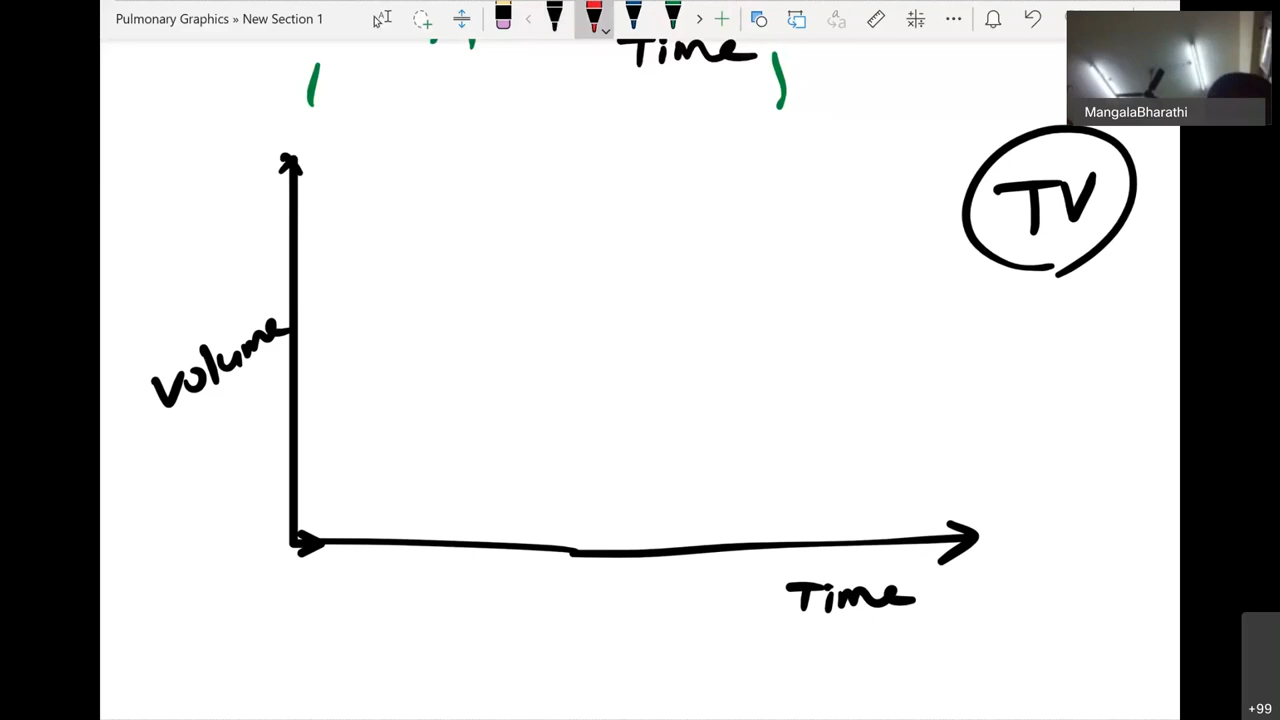 Pulmonary Graphics » New Section 1
Time
MangalaBharathi
TV
Volume
Time
+99